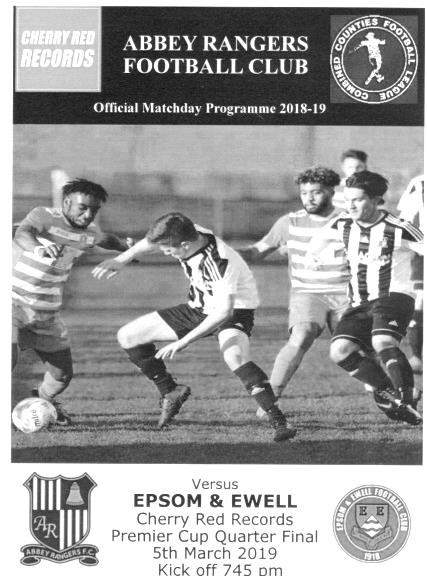 CHERRY RED
RECORDS
ABBEY RANGERS
FOOTBALL CLUB
COMBINED COUNTIES FOOTBALL LEAGUE
Official Matchday Programme 2018-19
mitre
Versus
EPSOM & EWELL
Cherry Red Records
Premier Cup Quarter Final
5th March 2019
Kick off 745 pm
AR
ABBEY RANGERS F.C.
EPSOM & EWELL FOOTBALL CLUB
E E
1918